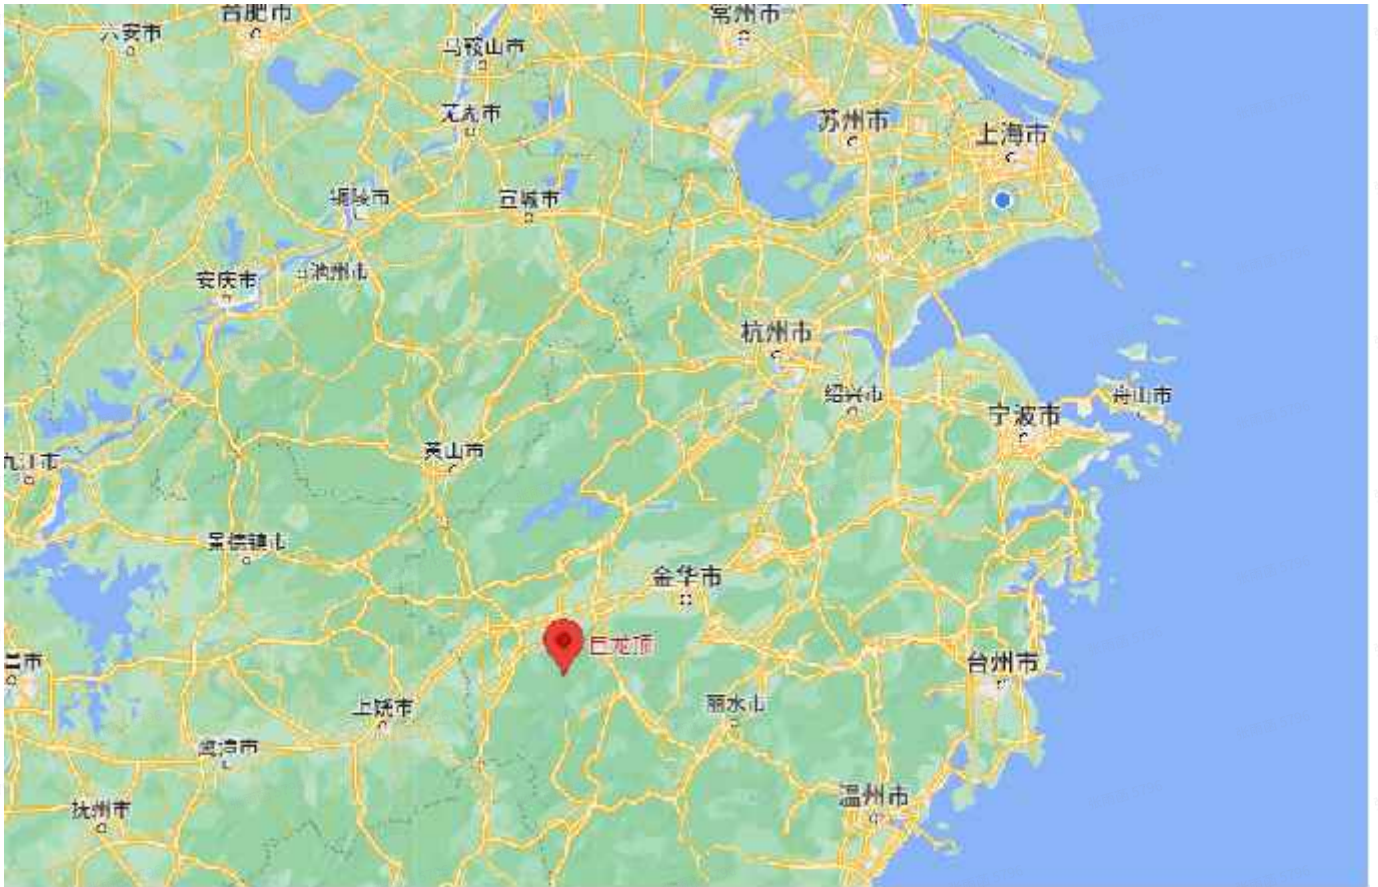 合肥市
常州市
六安市
马鞍山市
芜湖市
苏州市
上海市
铜陵市
宣城市
池州市
安庆市
杭州市
绍兴市
舟山市
宁波市
黄山市
九江市
景德镇市
金华市
巨龙顶
市
台州市
上饶市
丽水市
鹰潭市
温州市
抚州市